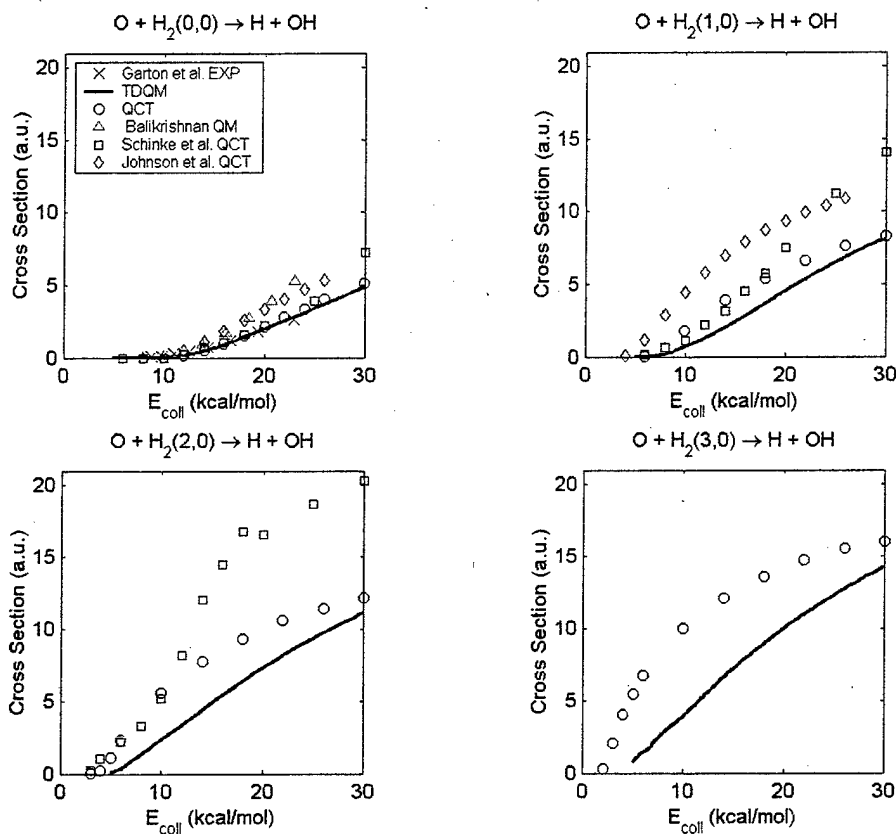 O + H2(0,0) → H + OH
Cross Section (a.u.)
20
15
10
5
0
× Garton et al. EXP
TDQM
QCT
Balikrishnan QM
Schinke et al. QCT
Johnson et al. QCT
0 10 20 30
Ecoll (kcal/mol)
O + H2(1,0) → H + OH
Cross Section (a.u.)
20
15
10
5
0
0 10 20 30
Ecoll (kcal/mol)
O + H2(2,0) → H + OH
Cross Section (a.u.)
20
15
10
5
0
0 10 20 30
Ecoll (kcal/mol)
O + H2(3,0) → H + OH
Cross Section (a.u.)
20
15
10
5
0
0 10 20 30
Ecoll (kcal/mol)